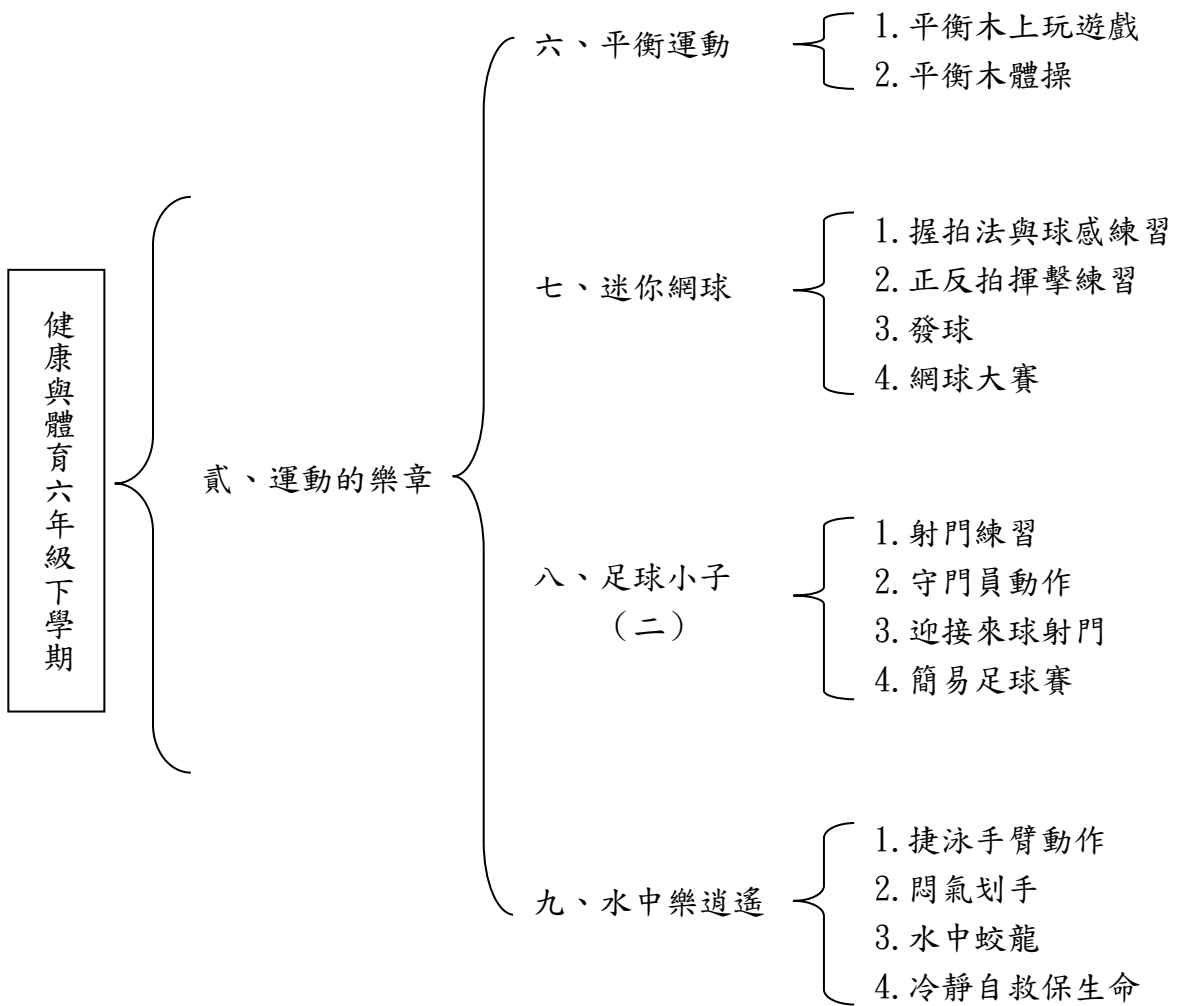 健康與體育六年級下學期
貳、運動的樂章
六、平衡運動
1.平衡木上玩遊戲
2.平衡木體操
七、迷你網球
1.握拍法與球感練習
2.正反拍揮擊練習
3.發球
4.網球大賽
八、足球小子
（二）
1.射門練習
2.守門員動作
3.迎接來球射門
4.簡易足球賽
九、水中樂逍遙
1.捷泳手臂動作
2.悶氣划手
3.水中蛟龍
4.冷靜自救保生命